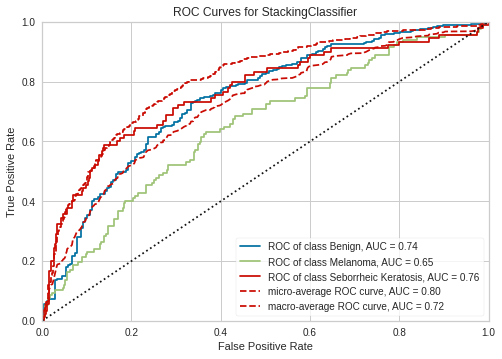 ROC Curves for StackingClassifier
True Positive Rate
1.0
0.8
0.6
0.4
0.2
0.0
ROC of class Benign, AUC = 0.74
ROC of class Melanoma, AUC = 0.65
ROC of class Seborrheic Keratosis, AUC = 0.76
micro-average ROC curve, AUC = 0.80
macro-average ROC curve, AUC = 0.72
0.0 0.2 0.4 0.6 0.8 1.0
False Positive Rate